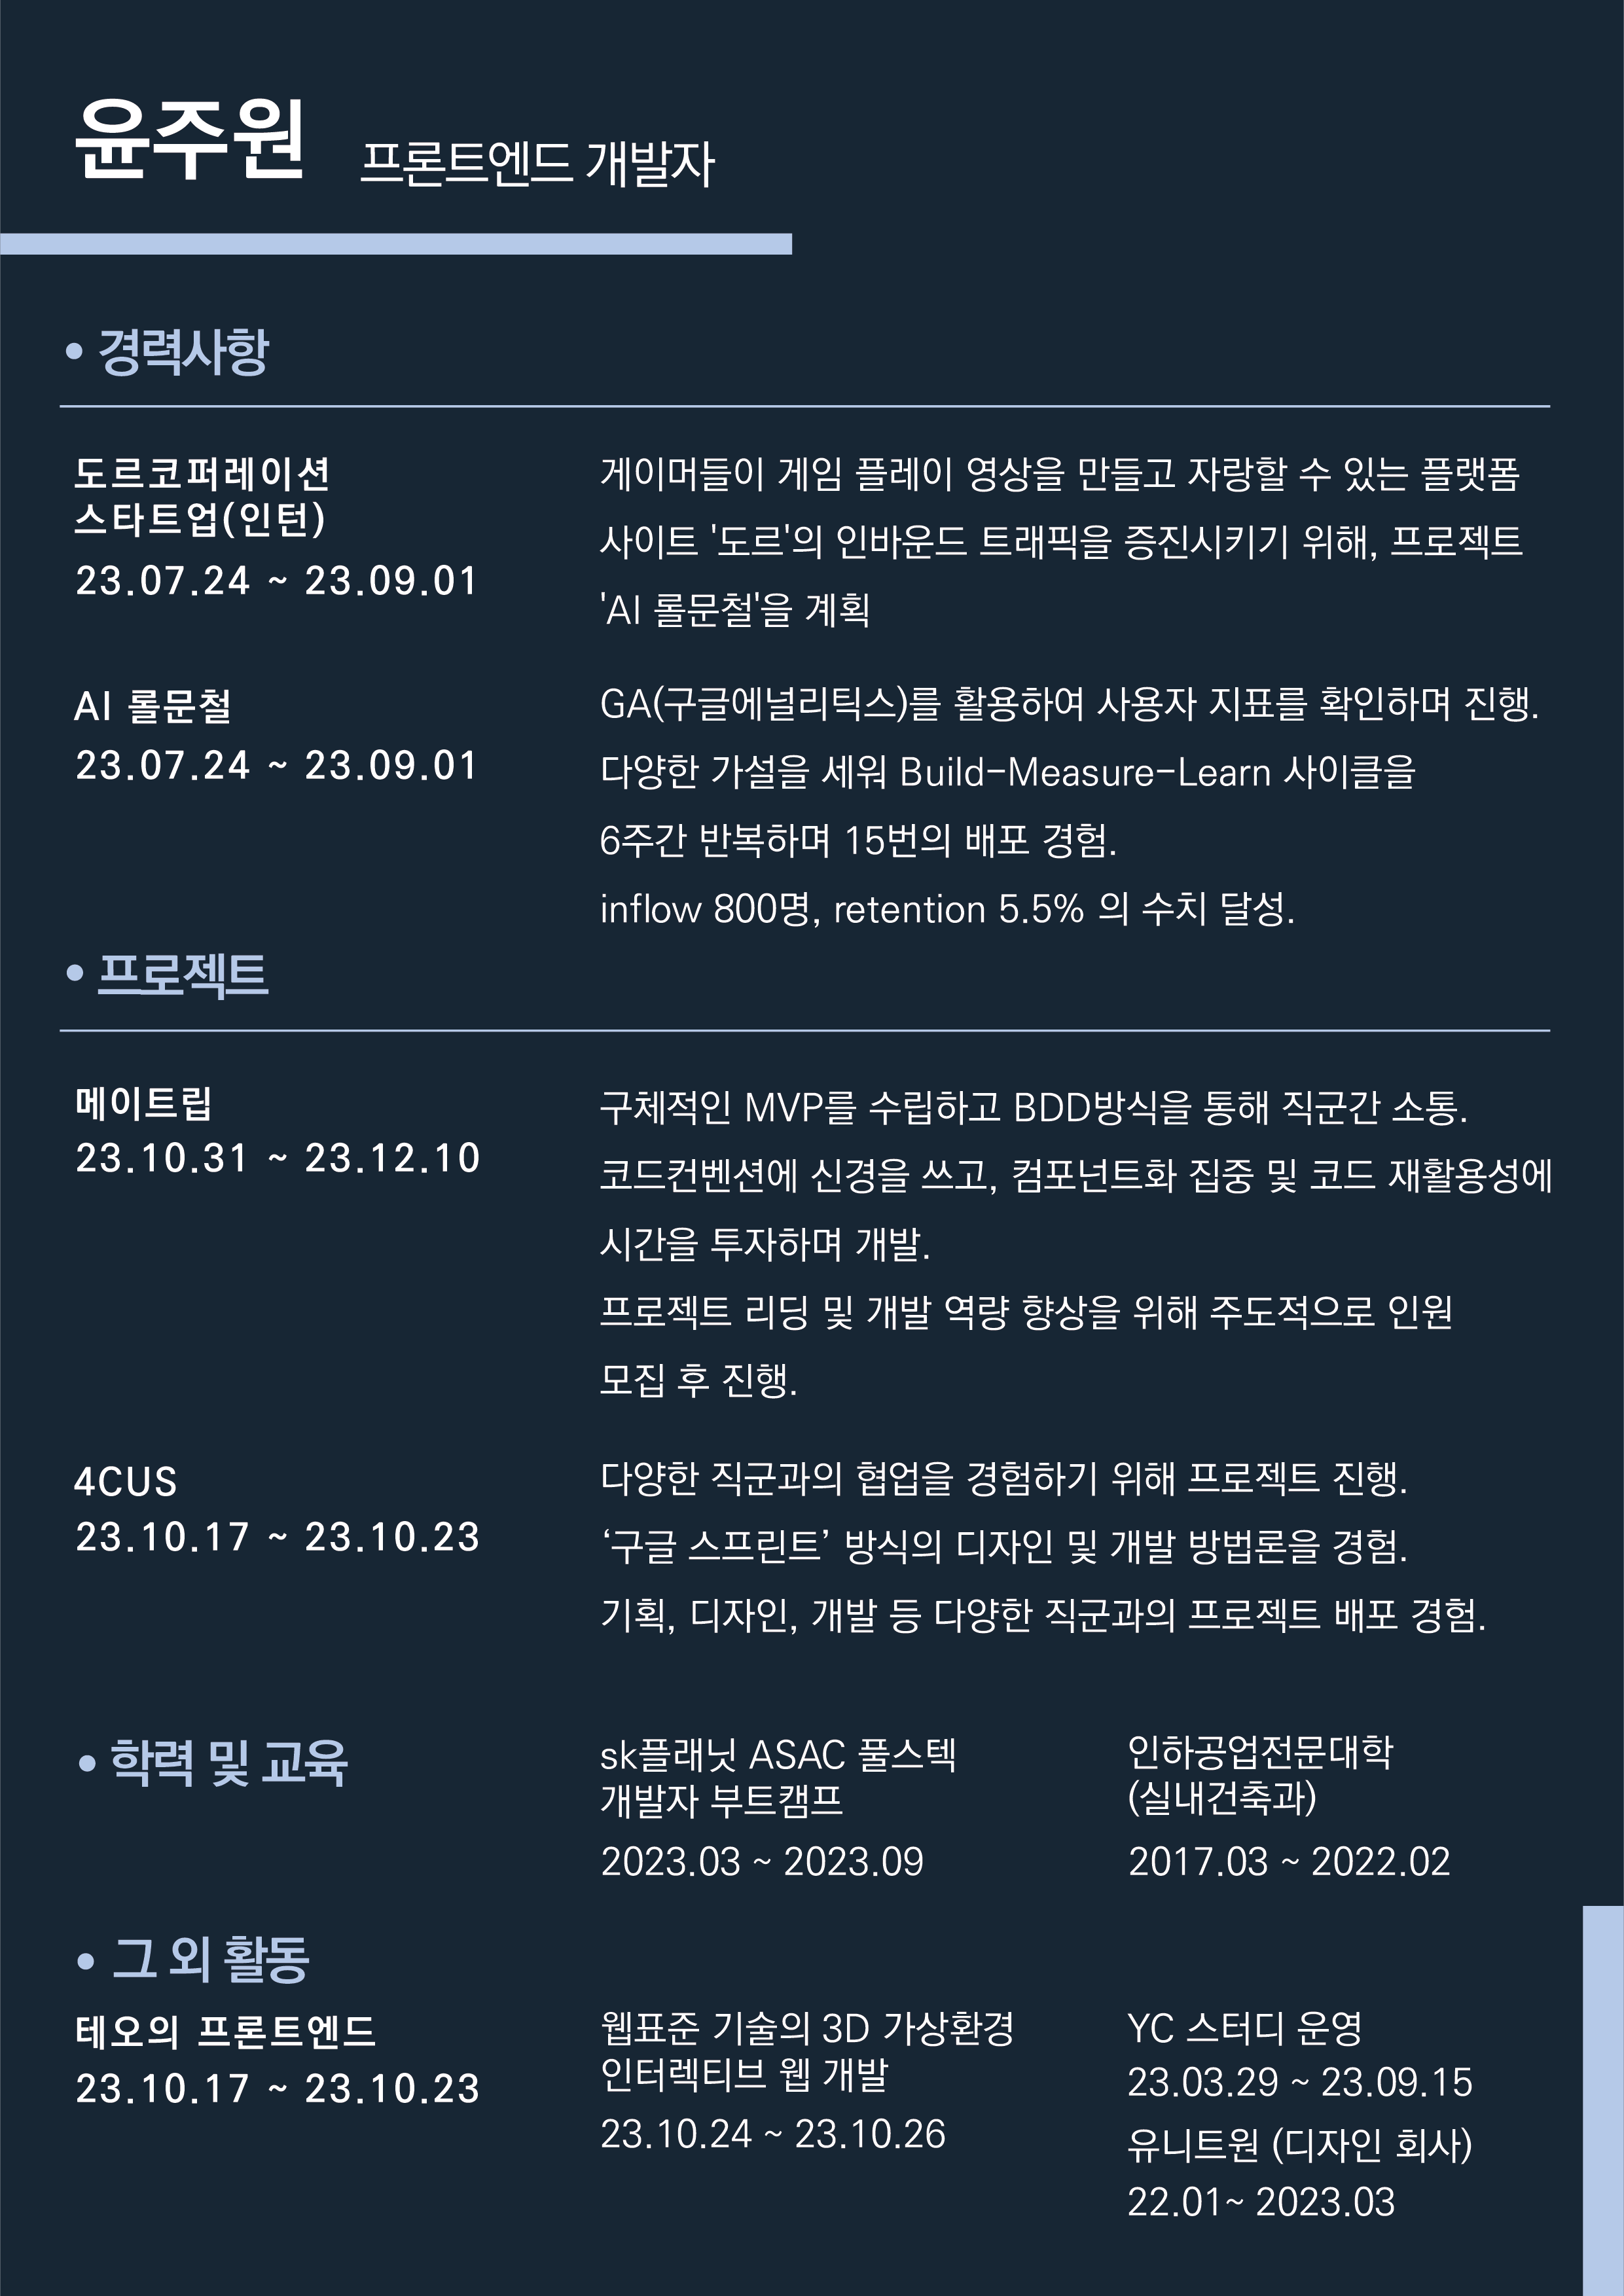 윤주원 프론트엔드 개발자
• 경력사항
도르코퍼레이션
스타트업(인턴)
23.07.24 ~ 23.09.01
게이머들이 게임 플레이 영상을 만들고 자랑할 수 있는 플랫폼
사이트 '도르'의 인바운드 트래픽을 증진시키기 위해, 프로젝트
'AI 롤문철'을 계획
AI 롤문철
23.07.24 ~ 23.09.01
GA(구글에널리틱스)를 활용하여 사용자 지표를 확인하며 진행.
다양한 가설을 세워 Build-Measure-Learn 사이클을
6주간 반복하며 15번의 배포 경험.
inflow 800명, retention 5.5% 의 수치 달성.
• 프로젝트
메이트립
23.10.31 ~ 23.12.10
구체적인 MVP를 수립하고 BDD방식을 통해 직군간 소통.
코드컨벤션에 신경을 쓰고, 컴포넌트화 집중 및 코드 재활용성에
시간을 투자하며 개발.
프로젝트 리딩 및 개발 역량 향상을 위해 주도적으로 인원
모집 후 진행.
4CUS
23.10.17 ~ 23.10.23
다양한 직군과의 협업을 경험하기 위해 프로젝트 진행.
‘구글 스프린트’ 방식의 디자인 및 개발 방법론을 경험.
기획, 디자인, 개발 등 다양한 직군과의 프로젝트 배포 경험.
• 학력 및 교육
sk플래닛 ASAC 풀스텍
개발자 부트캠프
2023.03 ~ 2023.09
인하공업전문대학
(실내건축과)
2017.03 ~ 2022.02
• 그 외 활동
테오의 프론트엔드
23.10.17 ~ 23.10.23
웹표준 기술의 3D 가상환경
인터렉티브 웹 개발
23.10.24 ~ 23.10.26
YC 스터디 운영
23.03.29 ~ 23.09.15
유니트원 (디자인 회사)
22.01~ 2023.03